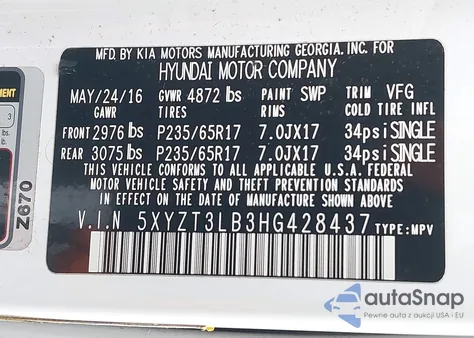 MFD. BY KIA MOTORS MANUFACTURING GEORGIA, INC. FOR
HYUNDAI MOTOR COMPANY
MAY/24/16 GVWR 4872 lbs PAINT SWP TRIM VFG
GAWR TIRES RIMS COLD TIRE INFL
FRONT 2976 lbs P235/65R17 7.0JX17 34psi SINGLE
REAR 3075 lbs P235/65R17 7.0JX17 34psi SINGLE
THIS VEHICLE CONFORMS TO ALL APPLICABLE U.S.A. FEDERAL
MOTOR VEHICLE SAFETY AND THEFT PREVENTION STANDARDS
IN EFFECT ON THE DATE OF MANUFACTURE SHOWN ABOVE
V.I.N 5XYZT3LB3HG428437 TYPE:MPV
MENT
3
lbs.
lb.
Z670
autoSnap
Pewne auta z aukcji USA i EU